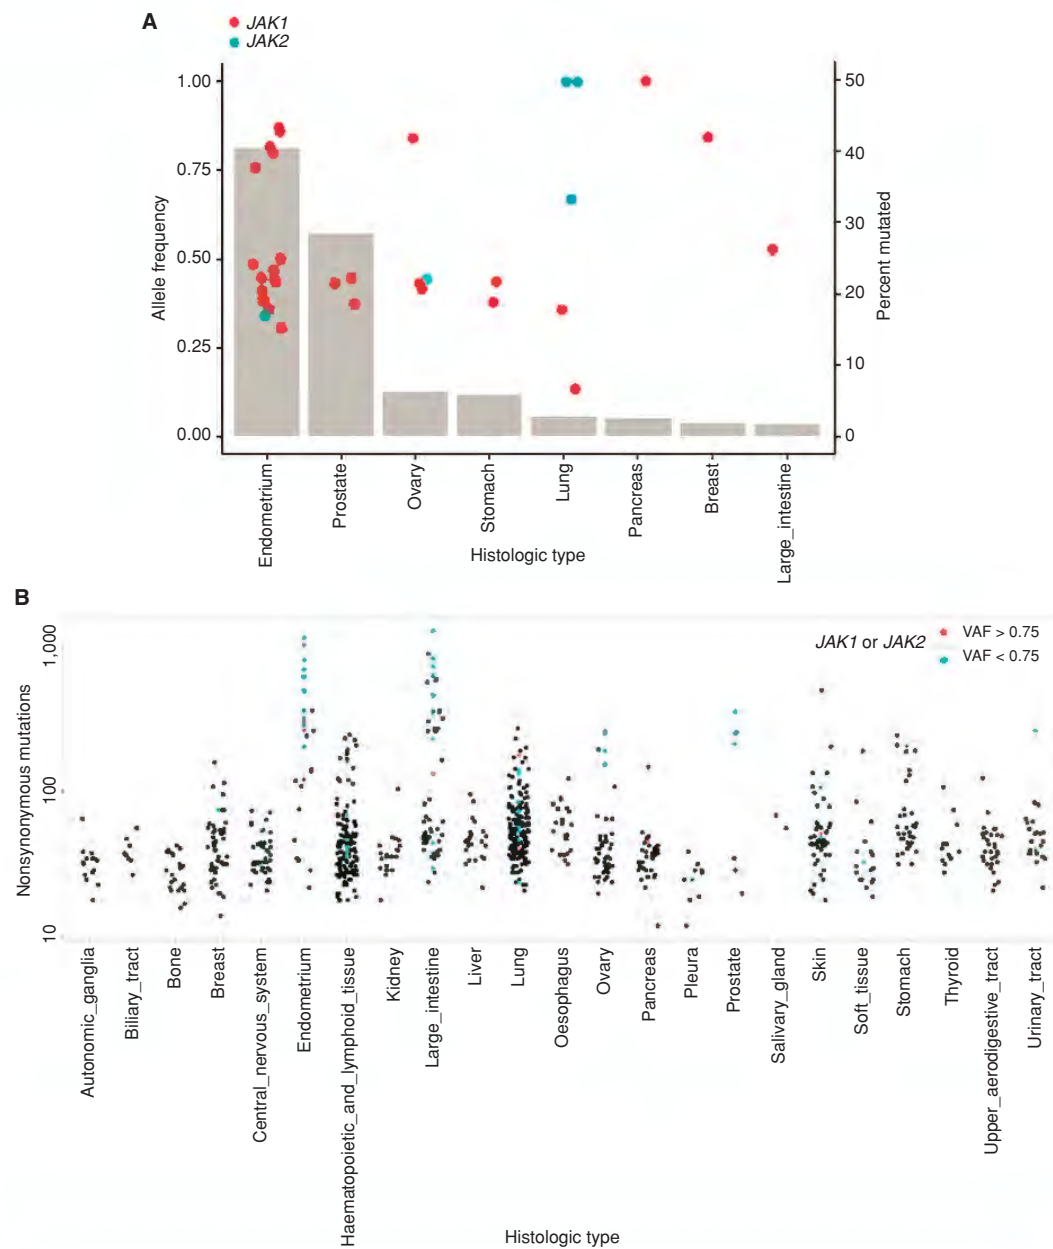 A
JAK1
JAK2
1.00
0.75
0.50
0.25
0.00
Allele frequency
50
40
30
20
10
0
Percent mutated
Endometrium
Prostate
Ovary
Stomach
Lung
Pancreas
Breast
Large_intestine
Histologic type
B
JAK1 or JAK2
VAF > 0.75
VAF < 0.75
1,000
100
10
Nonsynonymous mutations
Autonomic_ganglia
Biliary_tract
Bone
Breast
Central_nervous_system
Endometrium
Haematopoietic_and_lymphoid_tissue
Kidney
Large_intestine
Liver
Lung
Oesophagus
Ovary
Pancreas
Pleura
Prostate
Salivary_gland
Skin
Soft_tissue
Stomach
Thyroid
Upper_aerodigestive_tract
Urinary_tract
Histologic type